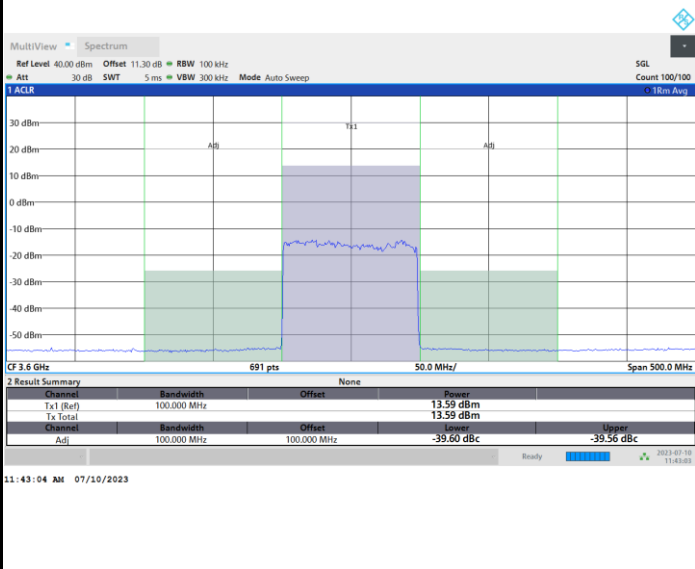 MultiView Spectrum
Ref Level 40.00 dBm Offset 11.30 dB RBW 100 kHz SGL
Att 30 dB SWT 5 ms VBW 300 kHz Mode Auto Sweep Count 100/100
1 ACLR 1Rm Avg
30 dBm
Tx1
20 dBm
Adj Adj
10 dBm
0 dBm
-10 dBm
-20 dBm
-30 dBm
-40 dBm
-50 dBm
CF 3.6 GHz 691 pts 50.0 MHz/ Span 500.0 MHz
2 Result Summary None
Channel Bandwidth Offset Power
Tx1 (Ref) 100.000 MHz 13.59 dBm
Tx Total 13.59 dBm
Channel Bandwidth Offset Lower Upper
Adj 100.000 MHz 100.000 MHz -39.60 dBc -39.56 dBc
Ready 2023-07-10
11:43:03
11:43:04 AM 07/10/2023